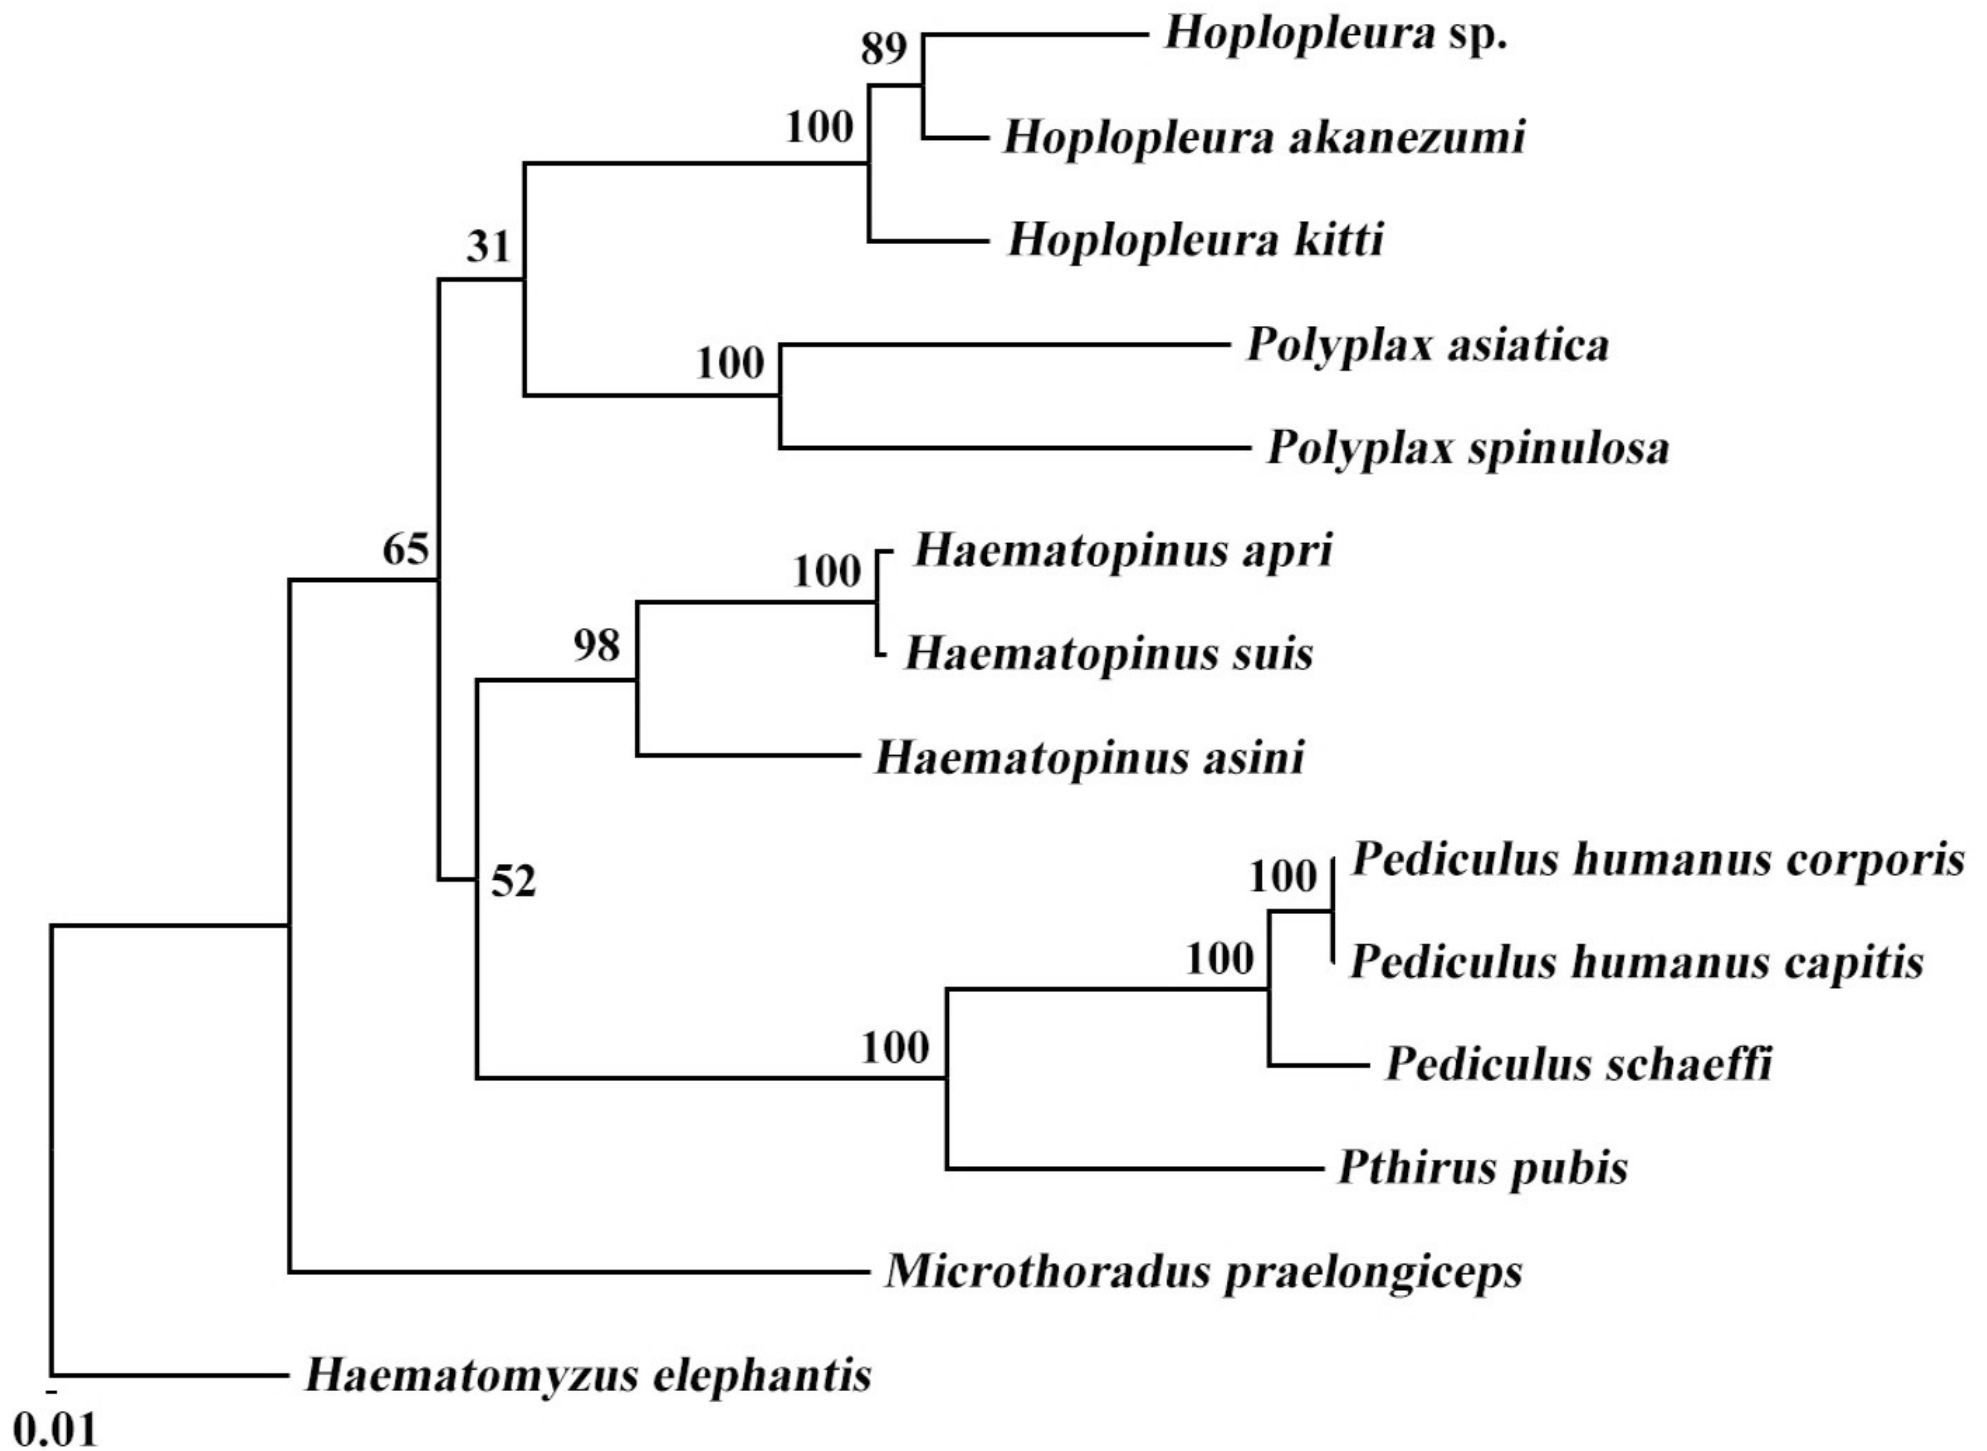 Hoplopleura sp.
89
100
Hoplopleura akanezumi
Hoplopleura kitti
31
Polyplax asiatica
100
Polyplax spinulosa
65
Haematopinus apri
100
Haematopinus suis
98
Haematopinus asini
Pediculus humanus corporis
100
52
Pediculus humanus capitis
100
100
Pediculus schaeffi
Pthirus pubis
Microthoradus praelongiceps
Haematomyzus elephantis
0.01